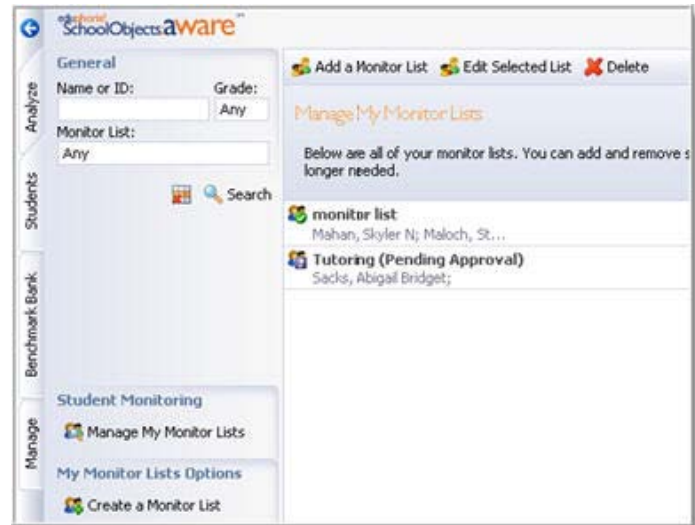 eduphoria!
SchoolObjects:aware™
Analyze
Students
Benchmark Bank
Manage
General
Name or ID:
Grade:
Any
Monitor List:
Any
Search
Student Monitoring
Manage My Monitor Lists
My Monitor Lists Options
Create a Monitor List
Add a Monitor List Edit Selected List Delete
Manage My Monitor Lists
Below are all of your monitor lists. You can add and remove s
longer needed.
monitor list
Mahan, Skyler N; Maloch, St...
Tutoring (Pending Approval)
Sacks, Abigail Bridget;